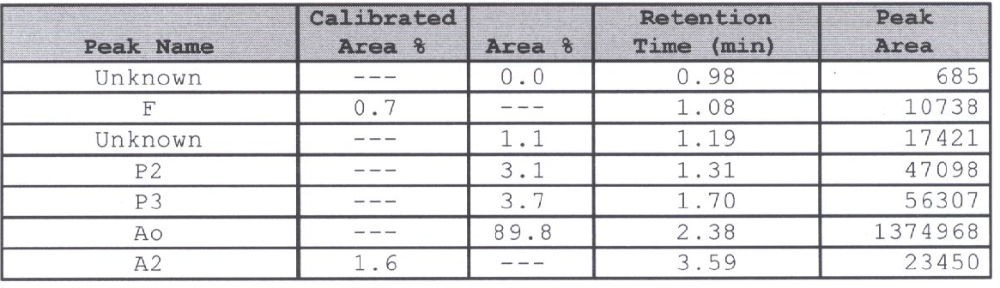 Peak Name Calibrated Area % Area % Retention Time (min) Peak Area
Unknown --- 0.0 0.98 685
F 0.7 --- 1.08 10738
Unknown --- 1.1 1.19 17421
P2 --- 3.1 1.31 47098
P3 --- 3.7 1.70 56307
Ao --- 89.8 2.38 1374968
A2 1.6 --- 3.59 23450